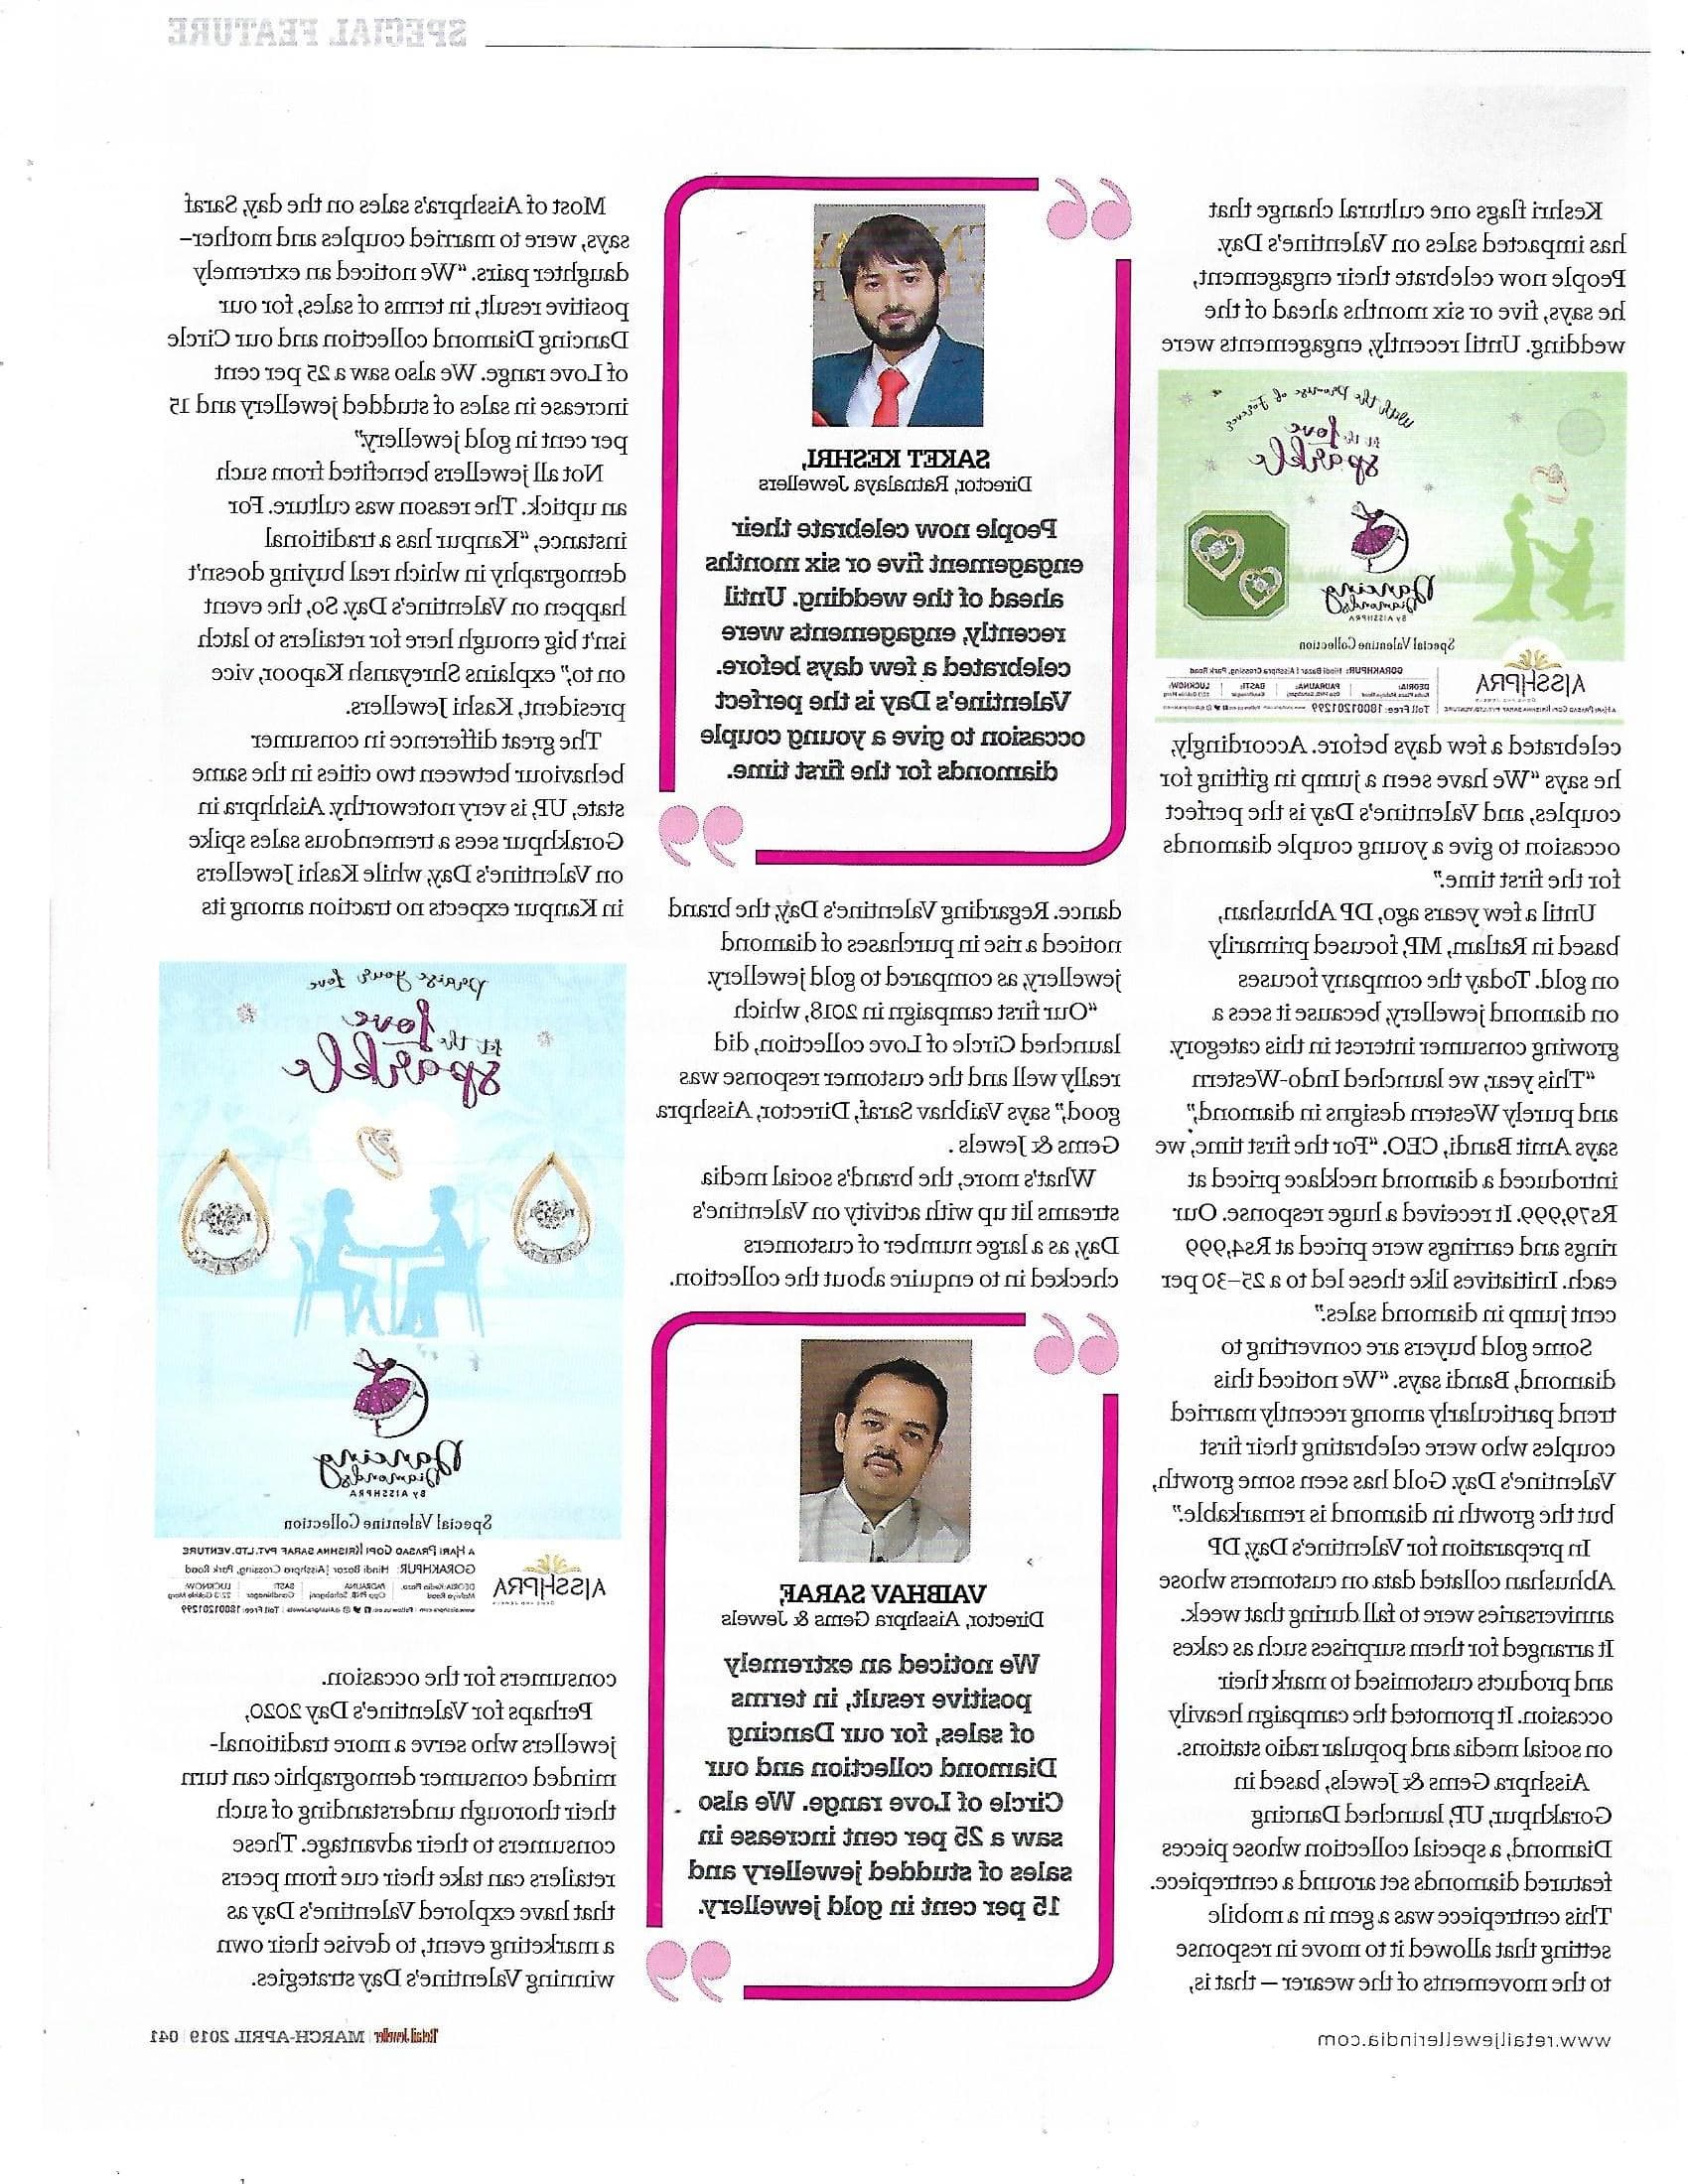 SPECIAL FEATURE
Keshri flags one cultural change that
has impacted sales on Valentine's Day.
People now celebrate their engagement,
he says, five or six months ahead of the
wedding. Until recently, engagements were
With the Promise of Forever
let the love
sparkle
Dancing
Diamonds
BY AISSHPRA
Special Valentine Collection
AISSHPRA
GEMS AND JEWELS
A HARI PRASAD GOPI KRISHNA SARAF PVT.LTD.VENTURE
GORAKHPUR: Hindi Bazar | Aisshpra Crossing, Park Road
DEORIA: PADRAUNA: BASTI: LUCKNOW:
Toll Free: 18001201299
celebrated a few days before. Accordingly,
he says “We have seen a jump in gifting for
couples, and Valentine's Day is the perfect
occasion to give a young couple diamonds
for the first time.”
Until a few years ago, DP Abhushan,
based in Ratlam, MP, focused primarily
on gold. Today the company focuses
on diamond jewellery, because it sees a
growing consumer interest in this category.
“This year, we launched Indo-Western
and purely Western designs in diamond,”
says Amit Bandi, CEO. “For the first time, we
introduced a diamond necklace priced at
Rs79,999. It received a huge response. Our
rings and earrings were priced at Rs4,999
each. Initiatives like these led to a 25–30 per
cent jump in diamond sales.”
Some gold buyers are converting to
diamond, Bandi says. “We noticed this
trend particularly among recently married
couples who were celebrating their first
Valentine's Day. Gold has seen some growth,
but the growth in diamond is remarkable.”
In preparation for Valentine's Day, DP
Abhushan collated data on customers whose
anniversaries were to fall during that week.
It arranged for them surprises such as cakes
and products customised to mark their
occasion. It promoted the campaign heavily
on social media and popular radio stations.
Aisshpra Gems & Jewels, based in
Gorakhpur, UP, launched Dancing
Diamond, a special collection whose pieces
featured diamonds set around a centrepiece.
This centrepiece was a gem in a mobile
setting that allowed it to move in response
to the movements of the wearer — that is,
“
SAKET KESHRI,
Director, Ratnalaya Jewellers
People now celebrate their
engagement five or six months
ahead of the wedding. Until
recently, engagements were
celebrated a few days before.
Valentine's Day is the perfect
occasion to give a young couple
diamonds for the first time.
”
dance. Regarding Valentine's Day, the brand
noticed a rise in purchases of diamond
jewellery, as compared to gold jewellery.
“Our first campaign in 2018, which
launched Circle of Love collection, did
really well and the customer response was
good,” says Vaibhav Saraf, Director, Aisshpra
Gems & Jewels .
What's more, the brand's social media
streams lit up with activity on Valentine's
Day, as a large number of customers
checked in to enquire about the collection.
“
VAIBHAV SARAF,
Director, Aisshpra Gems & Jewels
We noticed an extremely
positive result, in terms
of sales, for our Dancing
Diamond collection and our
Circle of Love range. We also
saw a 25 per cent increase in
sales of studded jewellery and
15 per cent in gold jewellery.
”
Most of Aisshpra's sales on the day, Saraf
says, were to married couples and mother–
daughter pairs. “We noticed an extremely
positive result, in terms of sales, for our
Dancing Diamond collection and our Circle
of Love range. We also saw a 25 per cent
increase in sales of studded jewellery and 15
per cent in gold jewellery.”
Not all jewellers benefited from such
an uptick. The reason was culture. For
instance, “Kanpur has a traditional
demography in which real buying doesn't
happen on Valentine's Day. So, the event
isn't big enough here for retailers to latch
on to,” explains Shreyansh Kapoor, vice
president, Kashi Jewellers.
The great difference in consumer
behaviour between two cities in the same
state, UP, is very noteworthy. Aishhpra in
Gorakhpur sees a tremendous sales spike
on Valentine's Day, while Kashi Jewellers
in Kanpur expects no traction among its
Praise your love
let the love
sparkle
Dancing
Diamonds
BY AISSHPRA
Special Valentine Collection
AISSHPRA
GEMS AND JEWELS
A HARI PRASAD GOPI KRISHNA SARAF PVT.LTD.VENTURE
GORAKHPUR: Hindi Bazar | Aisshpra Crossing, Park Road
DEORIA PADRAUNA BASTI LUCKNOW
Toll Free: 18001201299
consumers for the occasion.
Perhaps for Valentine's Day 2020,
jewellers who serve a more traditional-
minded consumer demographic can turn
their thorough understanding of such
consumers to their advantage. These
retailers can take their cue from peers
that have explored Valentine's Day as
a marketing event, to devise their own
winning Valentine's Day strategies.
www.retailjewellerindia.com
Retail Jeweller | MARCH-APRIL 2019 | 041